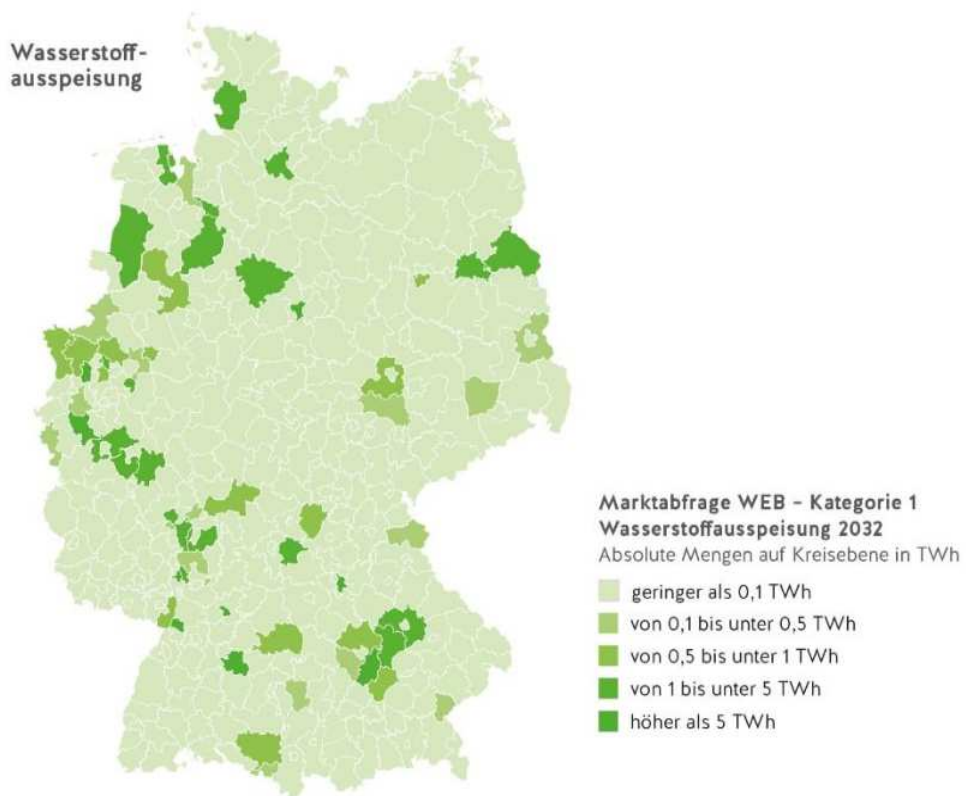 Wasserstoff-
ausspeisung
Marktabfrage WEB – Kategorie 1
Wasserstoffausspeisung 2032
Absolute Mengen auf Kreisebene in TWh
geringer als 0,1 TWh
von 0,1 bis unter 0,5 TWh
von 0,5 bis unter 1 TWh
von 1 bis unter 5 TWh
höher als 5 TWh